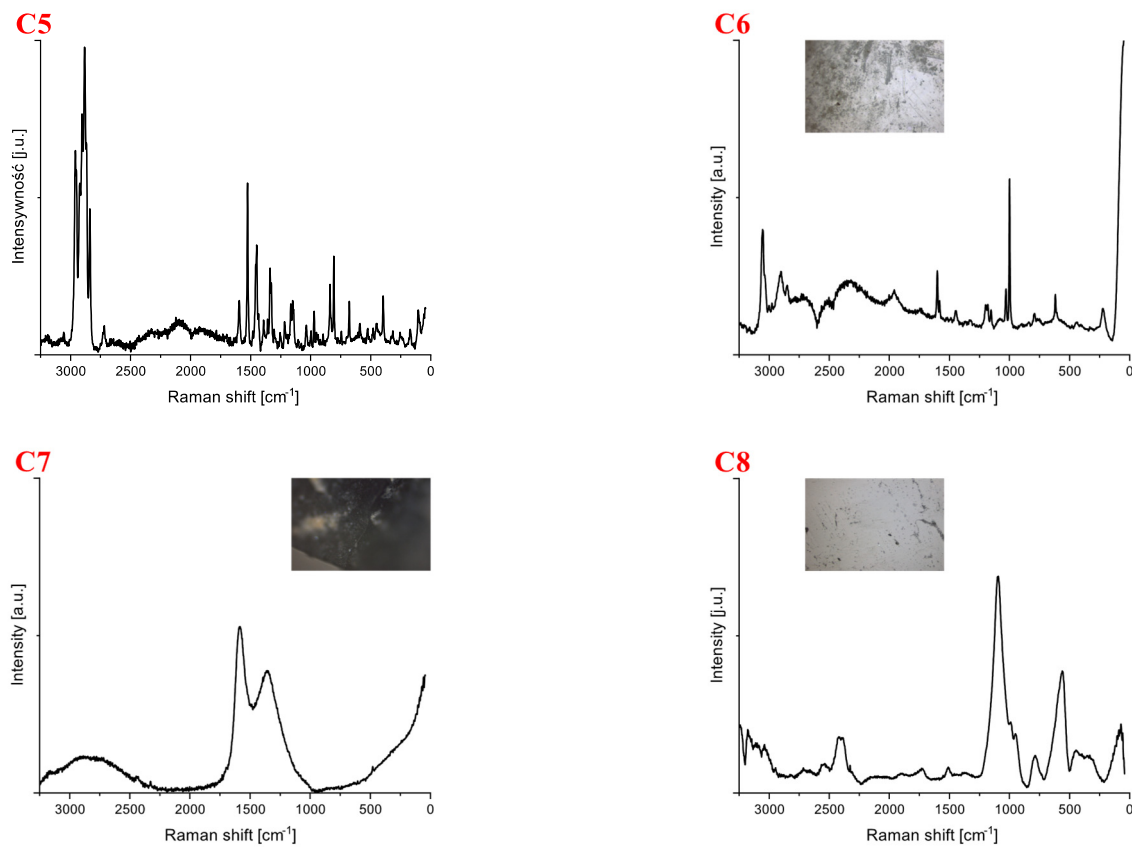 C5
Intensywność [j.u.]
3000 2500 2000 1500 1000 500 0
Raman shift [cm-1]
C6
Intensity [a.u.]
3000 2500 2000 1500 1000 500 0
Raman shift [cm-1]
C7
Intensity [a.u.]
3000 2500 2000 1500 1000 500 0
Raman shift [cm-1]
C8
Intensity [j.u.]
3000 2500 2000 1500 1000 500 0
Raman shift [cm-1]